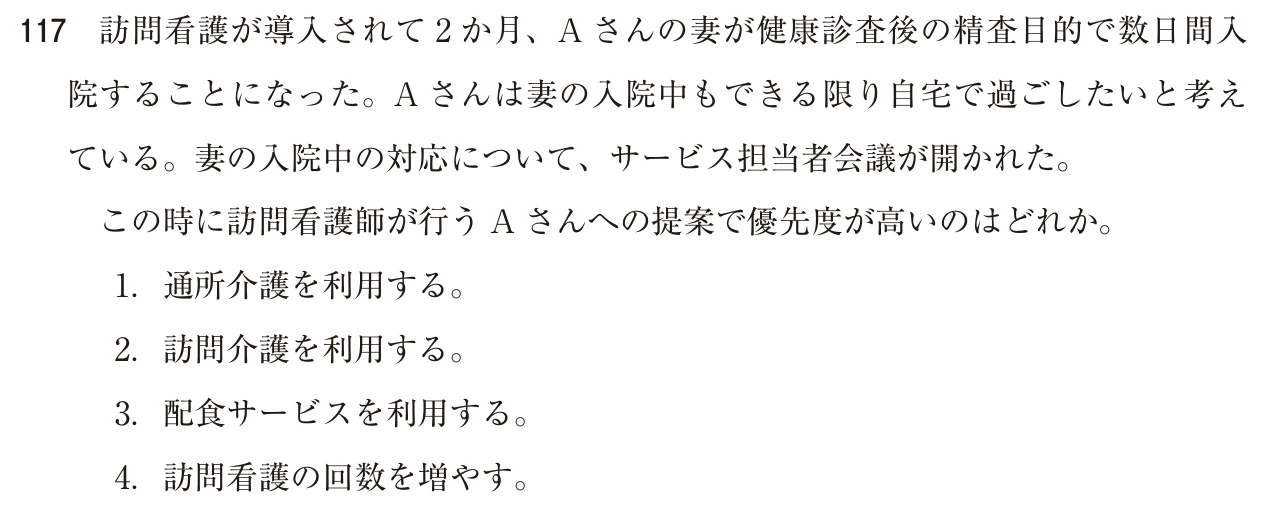 117 訪問看護が導入されて2か月、Aさんの妻が健康診査後の精査目的で数日間入
院することになった。Aさんは妻の入院中もできる限り自宅で過ごしたいと考え
ている。妻の入院中の対応について、サービス担当者会議が開かれた。
この時に訪問看護師が行うAさんへの提案で優先度が高いのはどれか。
1. 通所介護を利用する。
2. 訪問介護を利用する。
3. 配食サービスを利用する。
4. 訪問看護の回数を増やす。